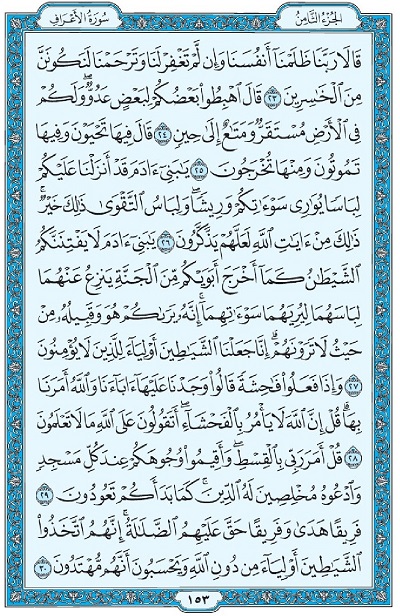 الجزء الثامن
سورة الأعراف
قَالَا رَبَّنَا ظَلَمْنَا أَنفُسَنَا وَإِن لَّمْ تَغْفِرْ لَنَا وَتَرْحَمْنَا لَنَكُونَنَّ
مِنَ ٱلْخَٰسِرِينَ ٢٣ قَالَ ٱهْبِطُوا۟ بَعْضُكُمْ لِبَعْضٍ عَدُوٌّ ۖ وَلَكُمْ
فِى ٱلْأَرْضِ مُسْتَقَرٌّ وَمَتَٰعٌ إِلَىٰ حِينٍ ٢٤ قَالَ فِيهَا تَحْيَوْنَ وَفِيهَا
تَمُوتُونَ وَمِنْهَا تُخْرَجُونَ ٢٥ يَٰبَنِىٓ ءَادَمَ قَدْ أَنزَلْنَا عَلَيْكُمْ
لِبَاسًا يُوَٰرِى سَوْءَٰتِكُمْ وَرِيشًا ۖ وَلِبَاسُ ٱلتَّقْوَىٰ ذَٰلِكَ خَيْرٌ ۚ
ذَٰلِكَ مِنْ ءَايَٰتِ ٱللَّهِ لَعَلَّهُمْ يَذَّكَّرُونَ ٢٦ يَٰبَنِىٓ ءَادَمَ لَا يَفْتِنَنَّكُمُ
ٱلشَّيْطَٰنُ كَمَآ أَخْرَجَ أَبَوَيْكُم مِّنَ ٱلْجَنَّةِ يَنزِعُ عَنْهُمَا
لِبَاسَهُمَا لِيُرِيَهُمَا سَوْءَٰتِهِمَآ ۗ إِنَّهُۥ يَرَىٰكُمْ هُوَ وَقَبِيلُهُۥ مِنْ
حَيْثُ لَا تَرَوْنَهُمْ ۗ إِنَّا جَعَلْنَا ٱلشَّيَٰطِينَ أَوْلِيَآءَ لِلَّذِينَ لَا يُؤْمِنُونَ
٢٧ وَإِذَا فَعَلُوا۟ فَٰحِشَةً قَالُوا۟ وَجَدْنَا عَلَيْهَآ ءَابَآءَنَا وَٱللَّهُ أَمَرَنَا
بِهَا ۗ قُلْ إِنَّ ٱللَّهَ لَا يَأْمُرُ بِٱلْفَحْشَآءِ ۖ أَتَقُولُونَ عَلَى ٱللَّهِ مَا لَا تَعْلَمُونَ
٢٨ قُلْ أَمَرَ رَبِّى بِٱلْقِسْطِ ۖ وَأَقِيمُوا۟ وُجُوهَكُمْ عِندَ كُلِّ مَسْجِدٍ
وَٱدْعُوهُ مُخْلِصِينَ لَهُ ٱلدِّينَ ۚ كَمَا بَدَأَكُمْ تَعُودُونَ ٢٩
فَرِيقًا هَدَىٰ وَفَرِيقًا حَقَّ عَلَيْهِمُ ٱلضَّلَٰلَةُ ۗ إِنَّهُمُ ٱتَّخَذُوا۟
ٱلشَّيَٰطِينَ أَوْلِيَآءَ مِن دُونِ ٱللَّهِ وَيَحْسَبُونَ أَنَّهُم مُّهْتَدُونَ ٣٠
١٥٣